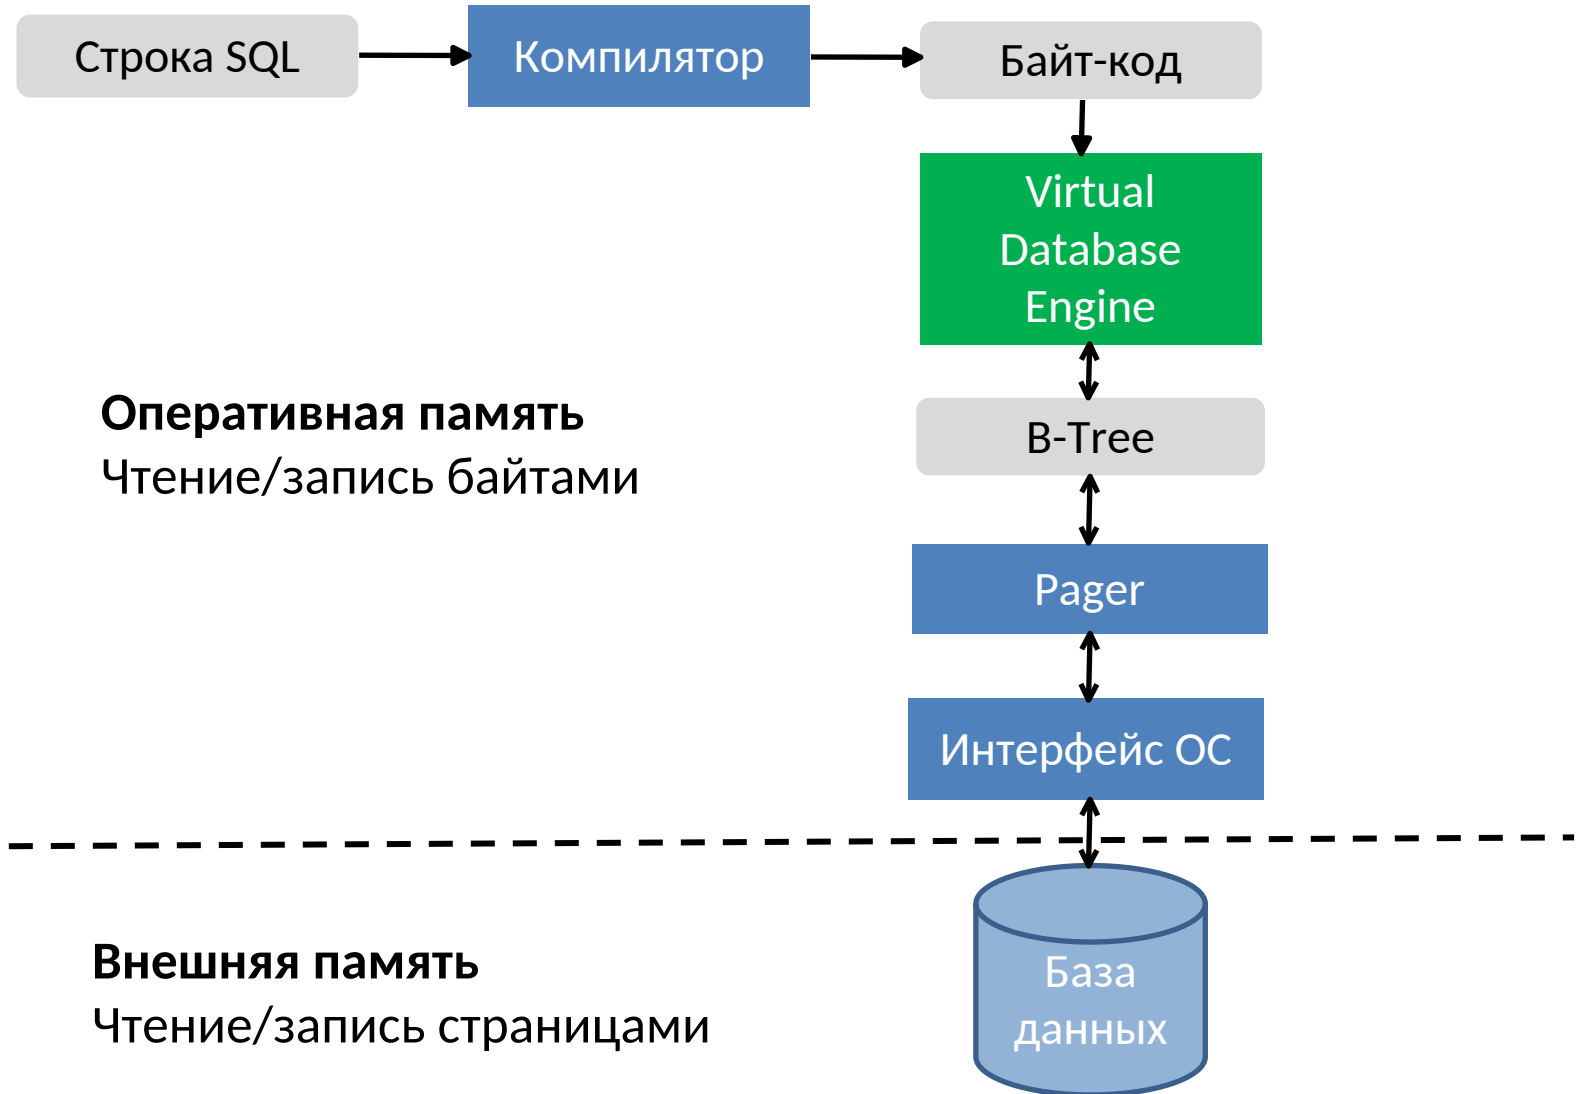 Строка SQL
Компилятор
Байт-код
Virtual
Database
Engine
Оперативная память
Чтение/запись байтами
B-Tree
Pager
Интерфейс ОС
Внешняя память
Чтение/запись страницами
База
данных